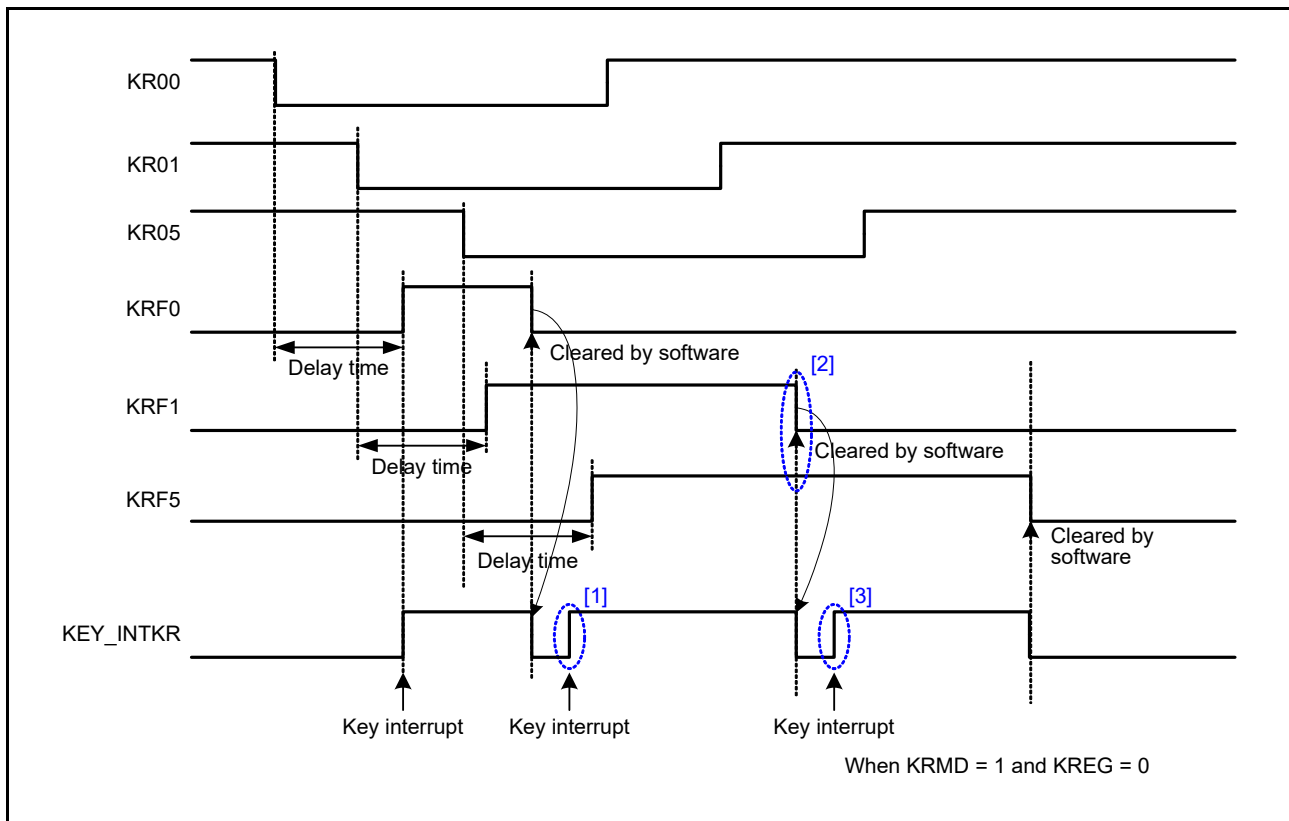 KR00
KR01
KR05
KRF0
Delay time
Cleared by software
[2]
KRF1
Delay time
Cleared by software
KRF5
Delay time
Cleared by
software
[1]
[3]
KEY_INTKR
Key interrupt
Key interrupt
Key interrupt
When KRMD = 1 and KREG = 0